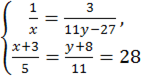 { 1/x = 3/(11y−27),
(x+3)/5 = (y+8)/11 = 28